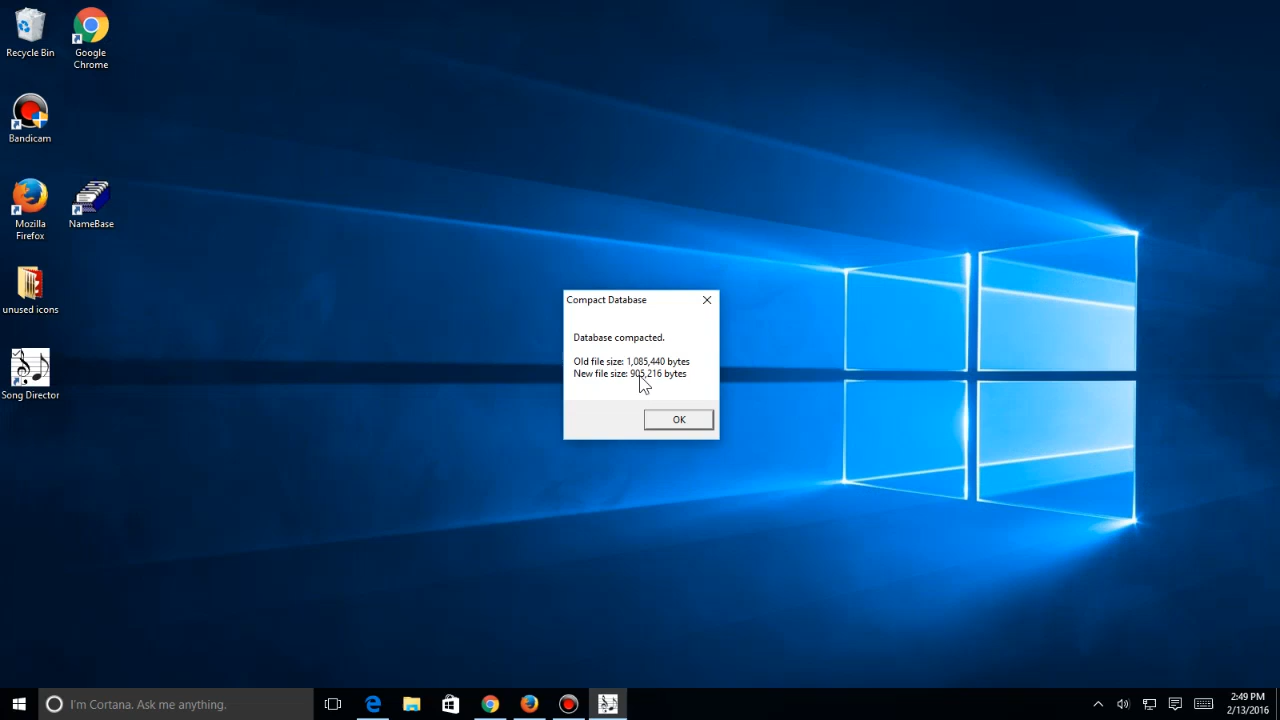 Recycle Bin
Google
Chrome
Bandicam
Mozilla
Firefox
NameBase
unused icons
Song Director
Compact Database
Database compacted.
Old file size: 1,085,440 bytes
New file size: 905,216 bytes
OK
I'm Cortana. Ask me anything.
2:49 PM
2/13/2016